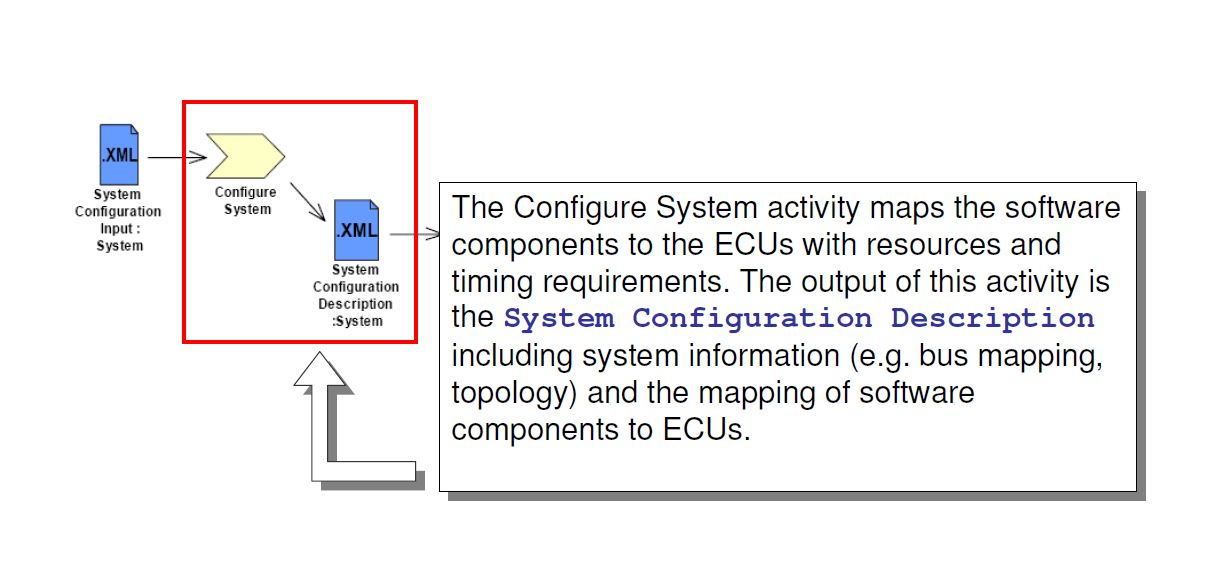 .XML
System
Configuration
Input :
System
Configure
System
.XML
System
Configuration
Description
:System
The Configure System activity maps the software
components to the ECUs with resources and
timing requirements. The output of this activity is
the System Configuration Description
including system information (e.g. bus mapping,
topology) and the mapping of software
components to ECUs.